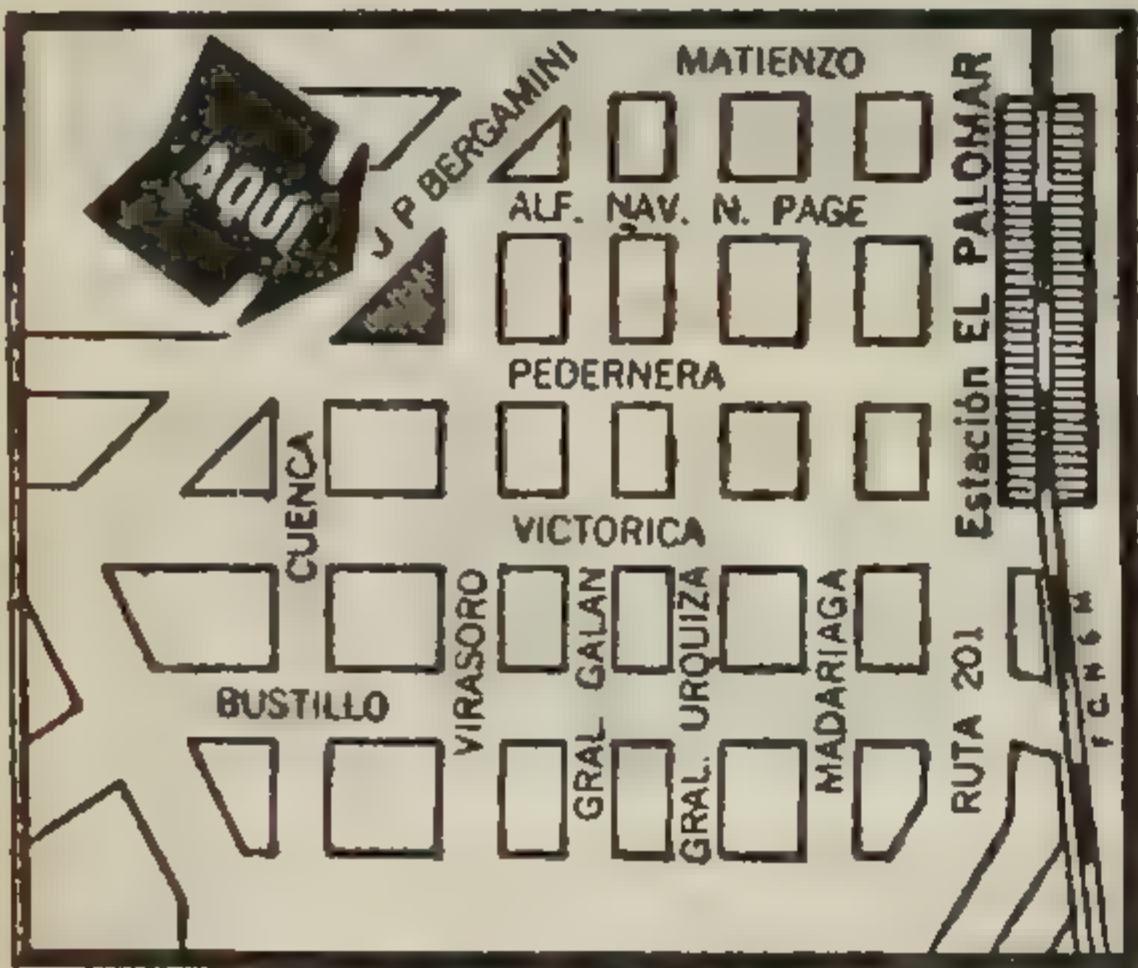 MATIENZO
AQUI
J P BERGAMINI
ALF. NAV. N. PAGE
Estación EL PALOMAR
PEDERNERA
CUENCA
VICTORICA
VIRASORO
GRAL GALAN
GRAL. URQUIZA
MADARIAGA
RUTA 201
BUSTILLO
F C N G M